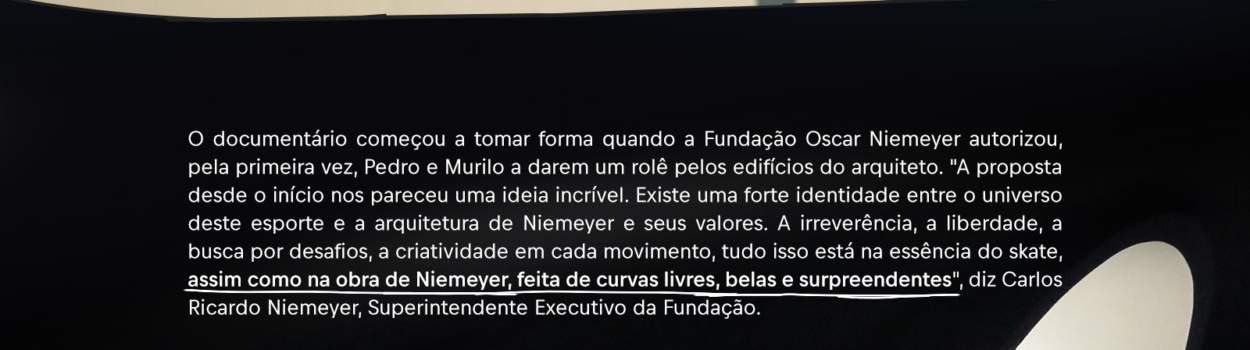 O documentário começou a tomar forma quando a Fundação Oscar Niemeyer autorizou,
pela primeira vez, Pedro e Murilo a darem um rolê pelos edifícios do arquiteto. "A proposta
desde o início nos pareceu uma ideia incrível. Existe uma forte identidade entre o universo
deste esporte e a arquitetura de Niemeyer e seus valores. A irreverência, a liberdade, a
busca por desafios, a criatividade em cada movimento, tudo isso está na essência do skate,
assim como na obra de Niemeyer, feita de curvas livres, belas e surpreendentes", diz Carlos
Ricardo Niemeyer, Superintendente Executivo da Fundação.